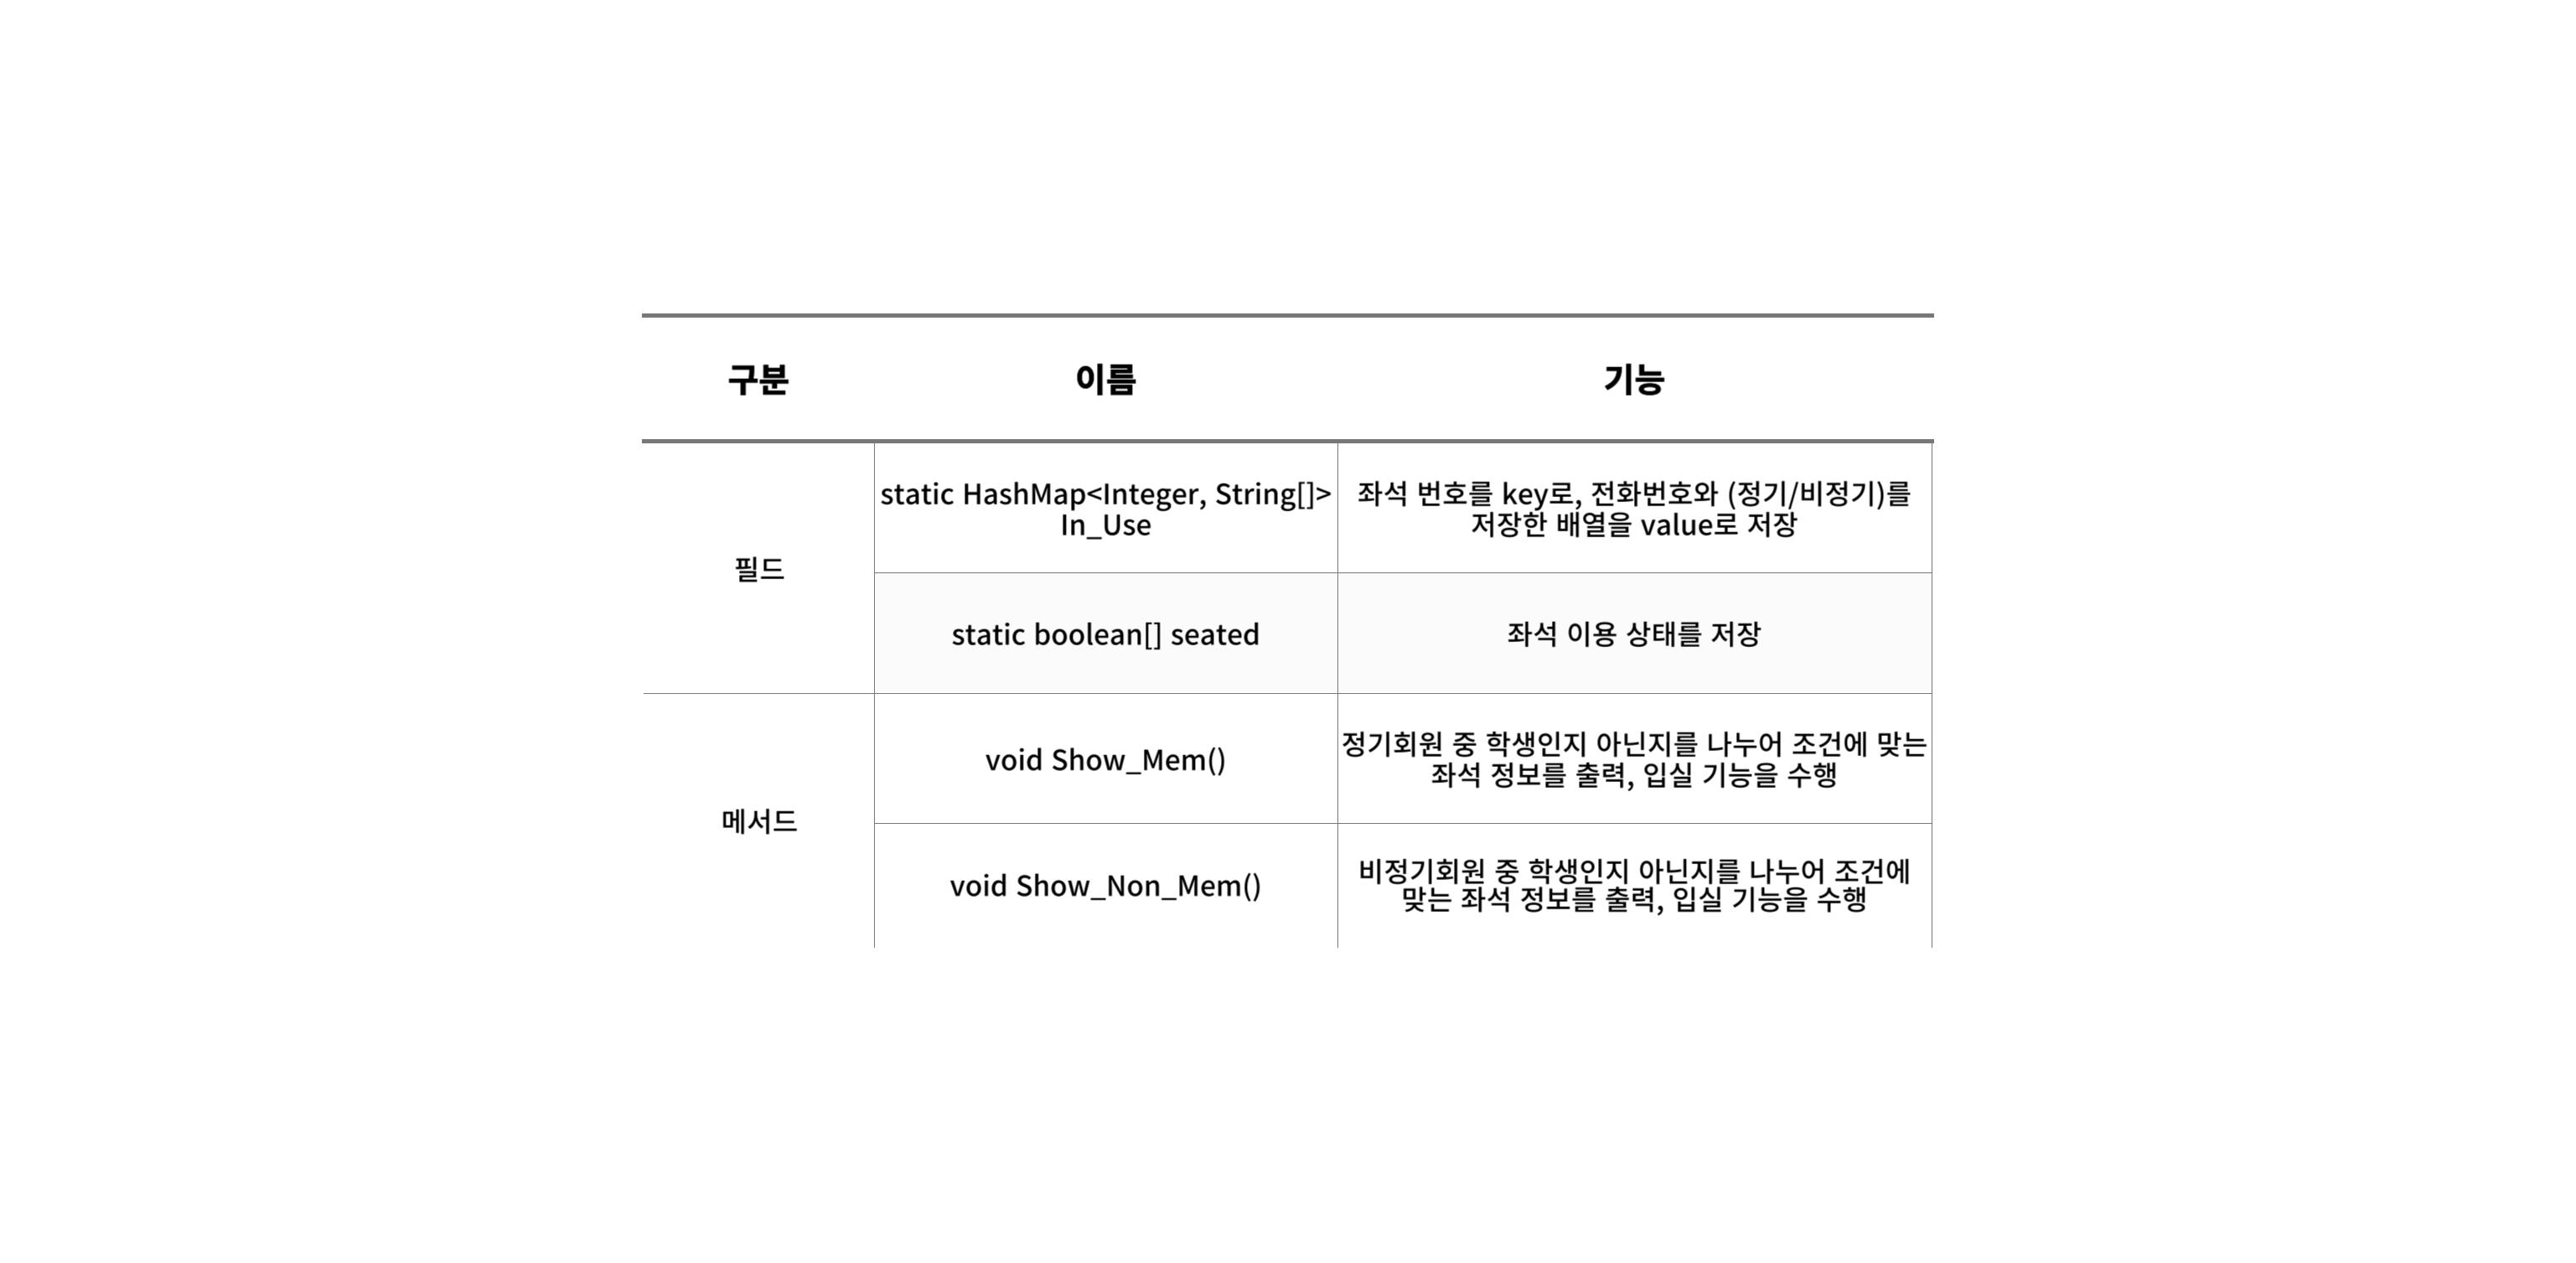 구분 이름 기능
static HashMap<Integer, String[]> 좌석 번호를 key로, 전화번호와 (정기/비정기)를
In_Use 저장한 배열을 value로 저장
필드
static boolean[] seated 좌석 이용 상태를 저장
정기회원 중 학생인지 아닌지를 나누어 조건에 맞는
void Show_Mem()
좌석 정보를 출력, 입실 기능을 수행
메서드
비정기회원 중 학생인지 아닌지를 나누어 조건에
void Show_Non_Mem()
맞는 좌석 정보를 출력, 입실 기능을 수행